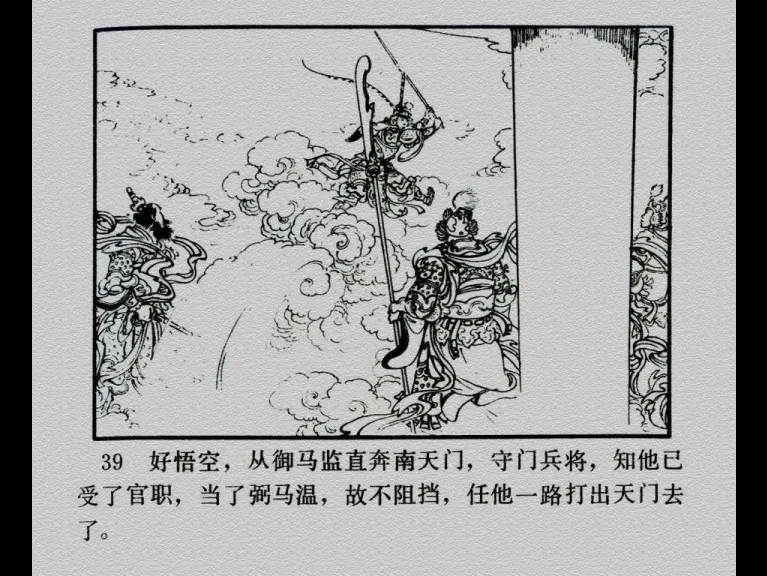 39 好悟空，从御马监直奔南天门，守门兵将，知他已
受了官职，当了弼马温，故不阻挡，任他一路打出天门去
了。